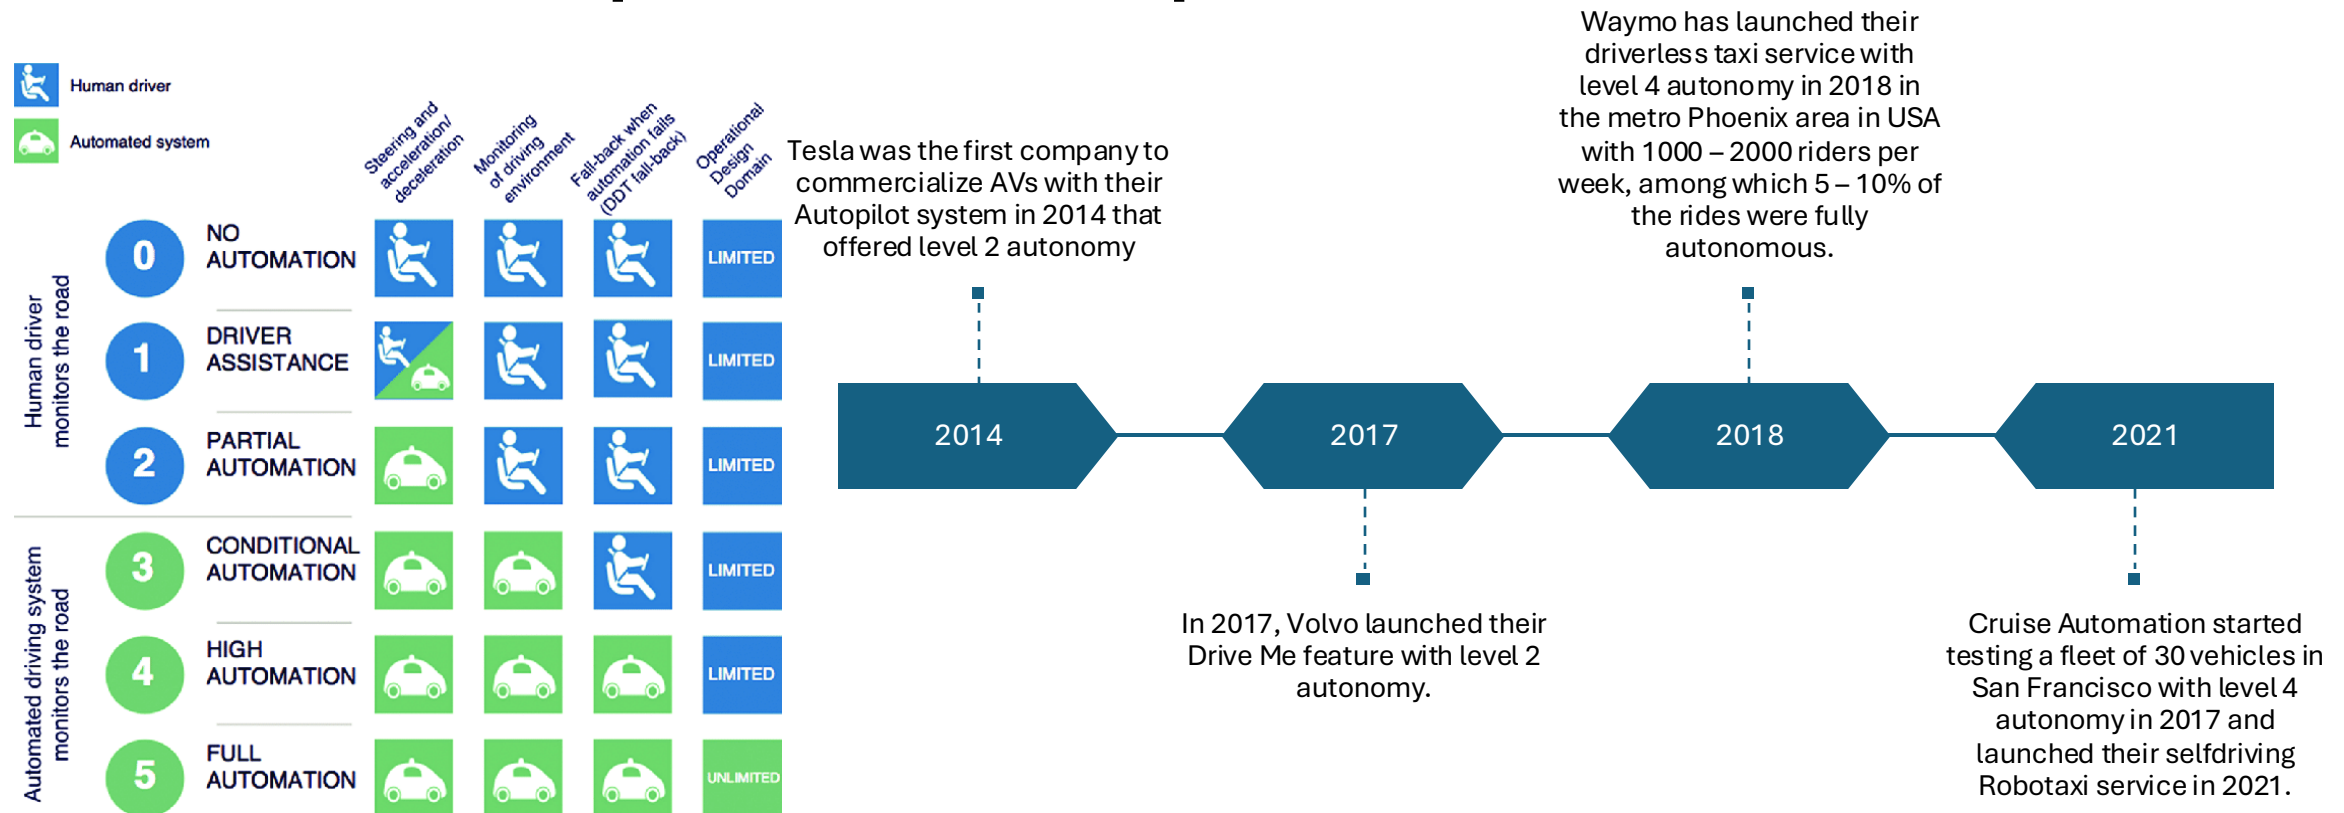 Human driver
Automated system
Steering and
acceleration/
deceleration
Monitoring
of driving
environment
Fall-back when
automation fails
(DDT fall-back)
Operational
Design
Domain
Human driver
monitors the road
0
NO
AUTOMATION
LIMITED
1
DRIVER
ASSISTANCE
LIMITED
2
PARTIAL
AUTOMATION
LIMITED
Automated driving system
monitors the road
3
CONDITIONAL
AUTOMATION
LIMITED
4
HIGH
AUTOMATION
LIMITED
5
FULL
AUTOMATION
UNLIMITED
Tesla was the first company to
commercialize AVs with their
Autopilot system in 2014 that
offered level 2 autonomy
Waymo has launched their
driverless taxi service with
level 4 autonomy in 2018 in
the metro Phoenix area in USA
with 1000 – 2000 riders per
week, among which 5 – 10% of
the rides were fully
autonomous.
2014
2017
2018
2021
In 2017, Volvo launched their
Drive Me feature with level 2
autonomy.
Cruise Automation started
testing a fleet of 30 vehicles in
San Francisco with level 4
autonomy in 2017 and
launched their selfdriving
Robotaxi service in 2021.